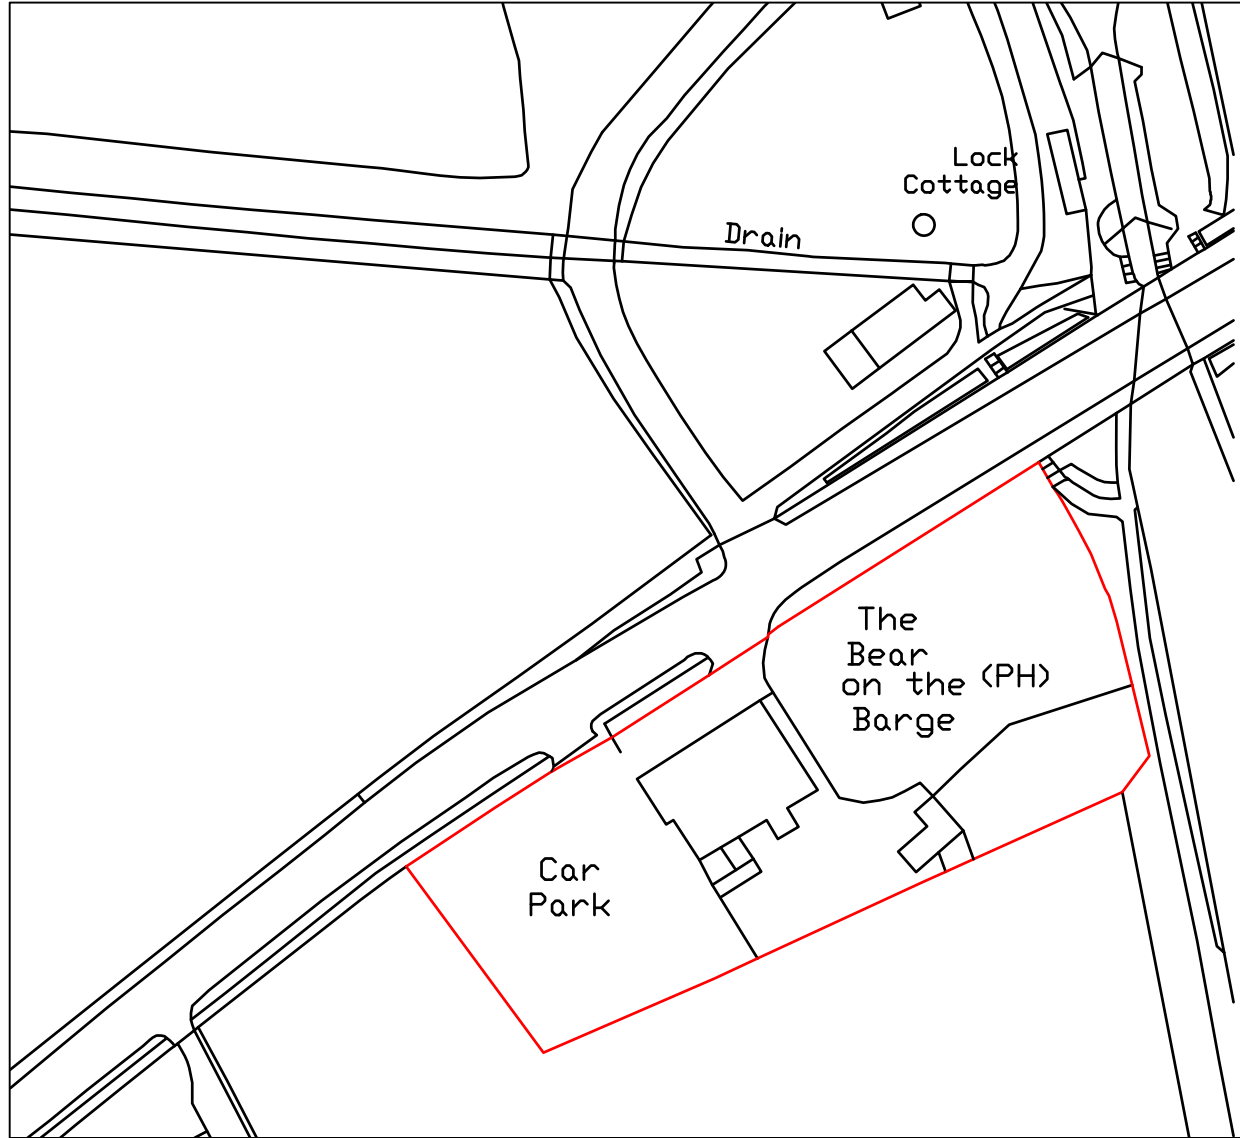 Lock
Cottage
Drain
The
Bear
on the (PH)
Barge
Car
Park